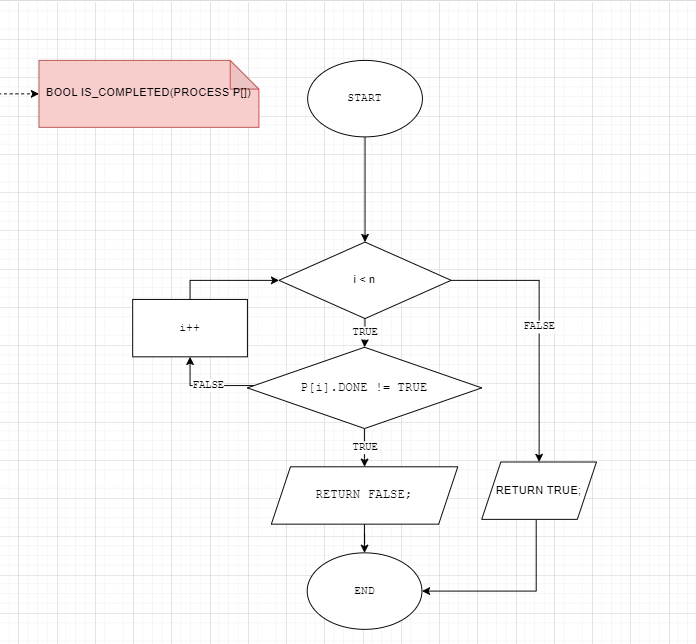 BOOL IS_COMPLETED(PROCESS P[])
START
i < n
TRUE
FALSE
i++
P[i].DONE != TRUE
FALSE
TRUE
RETURN FALSE;
RETURN TRUE;
END